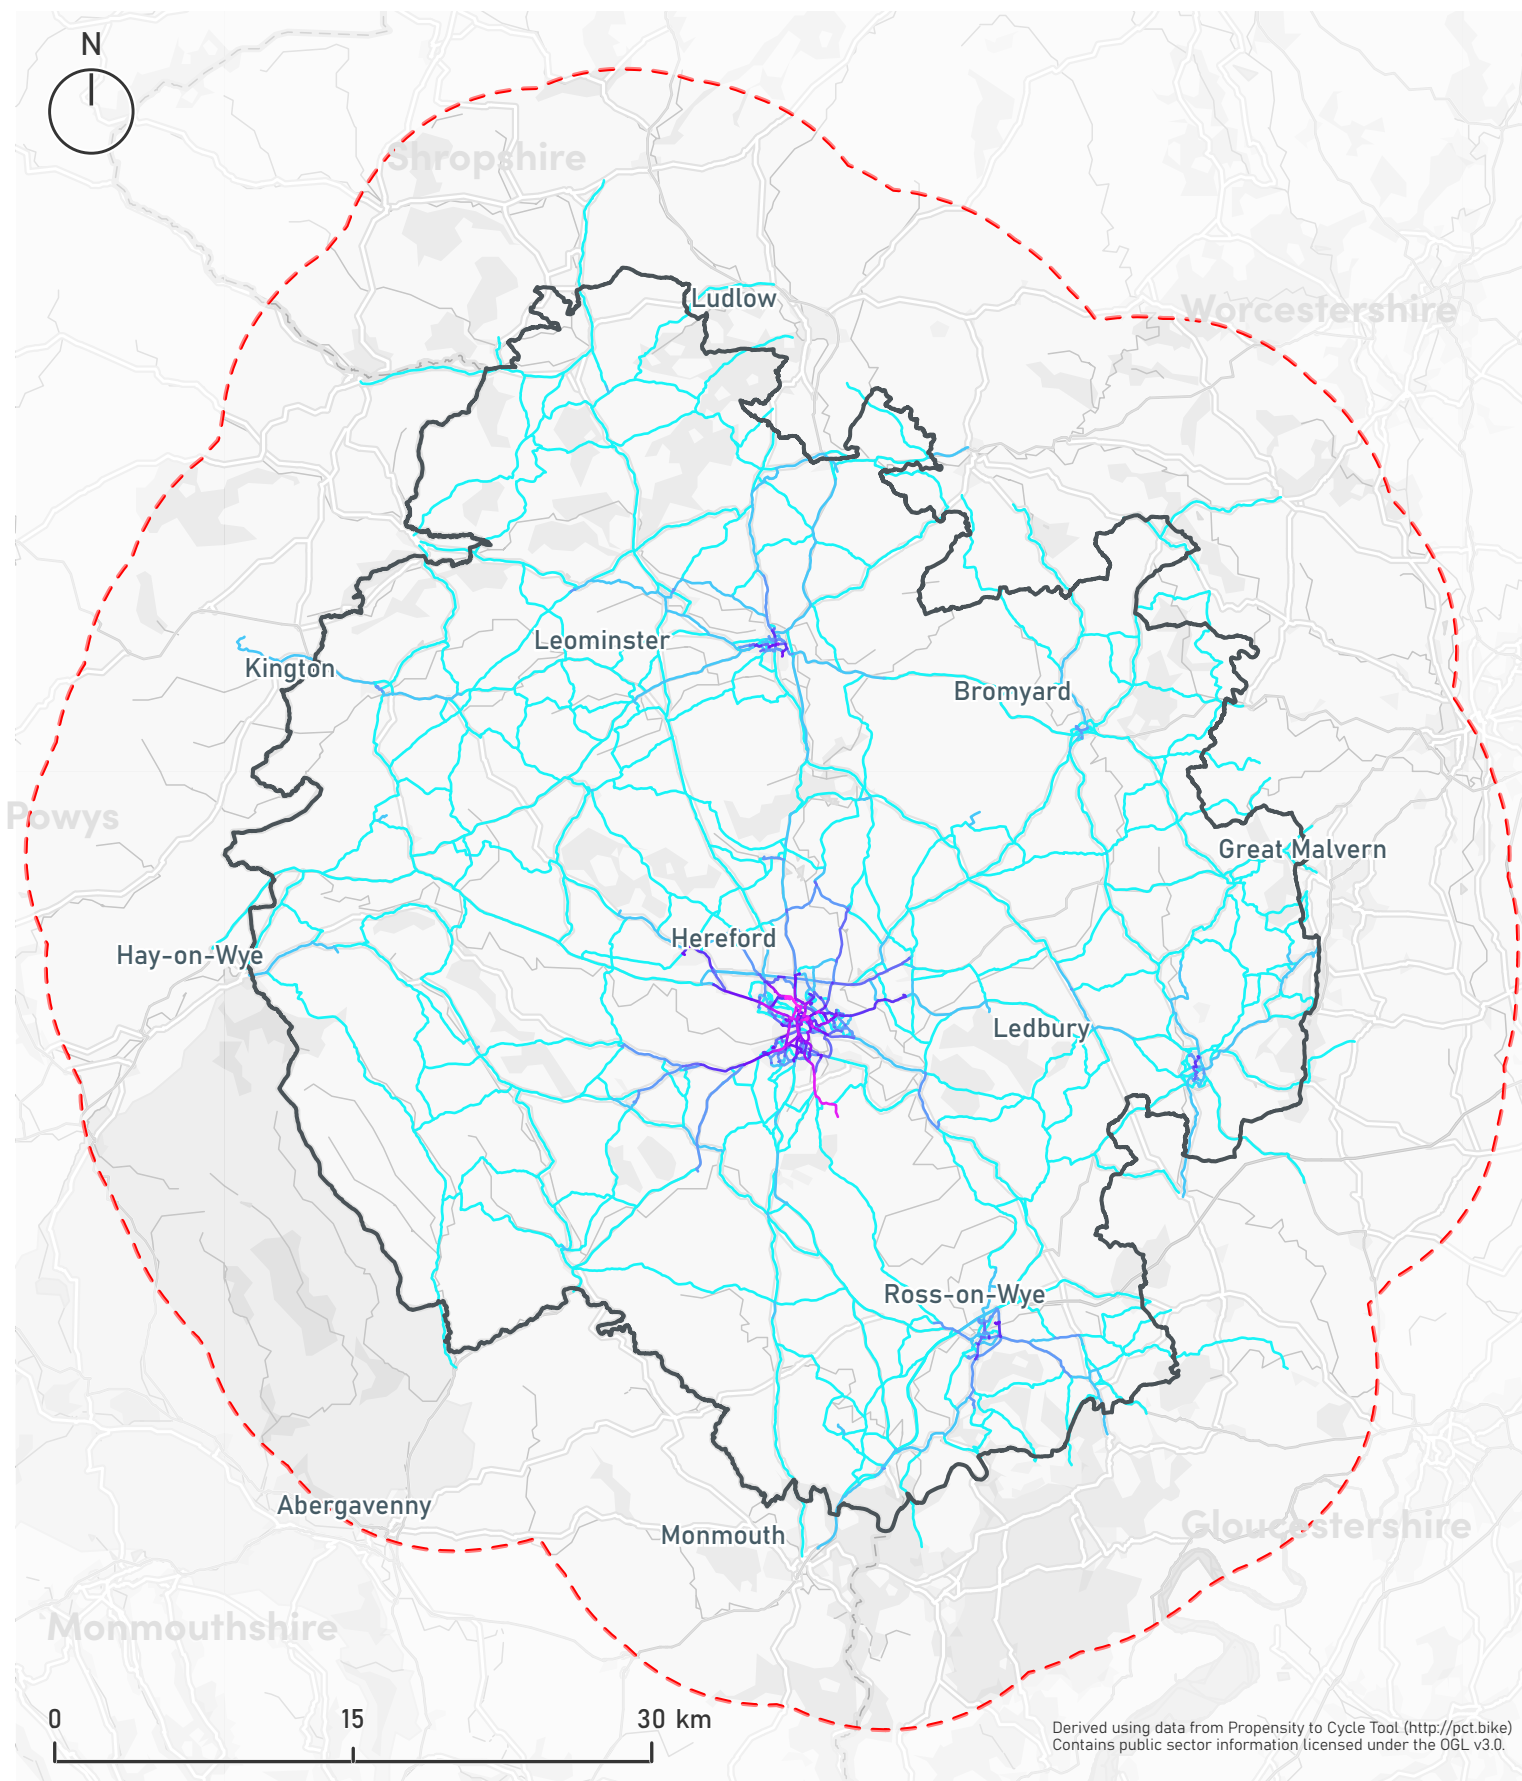 N
Shropshire
Ludlow
Worcestershire
Leominster
Kington
Bromyard
Powys
Great Malvern
Hereford
Hay-on-Wye
Ledbury
Ross-on-Wye
Abergavenny
Monmouth
Gloucestershire
Monmouthshire
0 15 30 km
Derived using data from Propensity to Cycle Tool (http://pct.bike)
Contains public sector information licensed under the OGL v3.0.